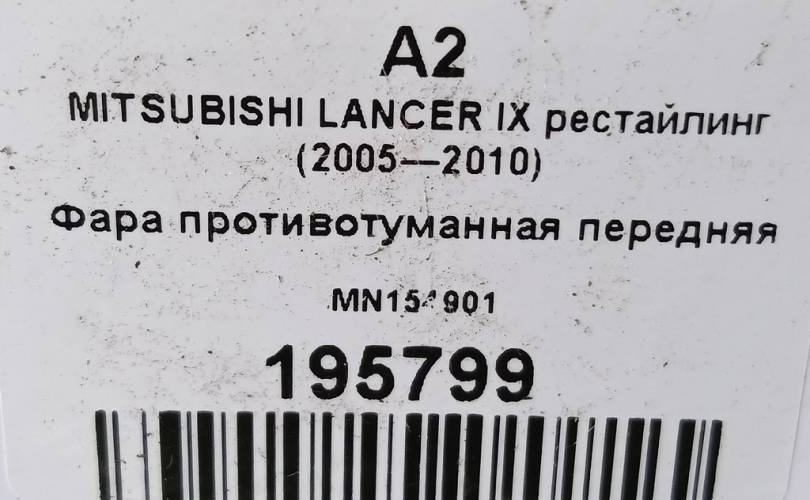 A2
MITSUBISHI LANCER IX рестайлинг
(2005—2010)
Фара противотуманная передняя
195799